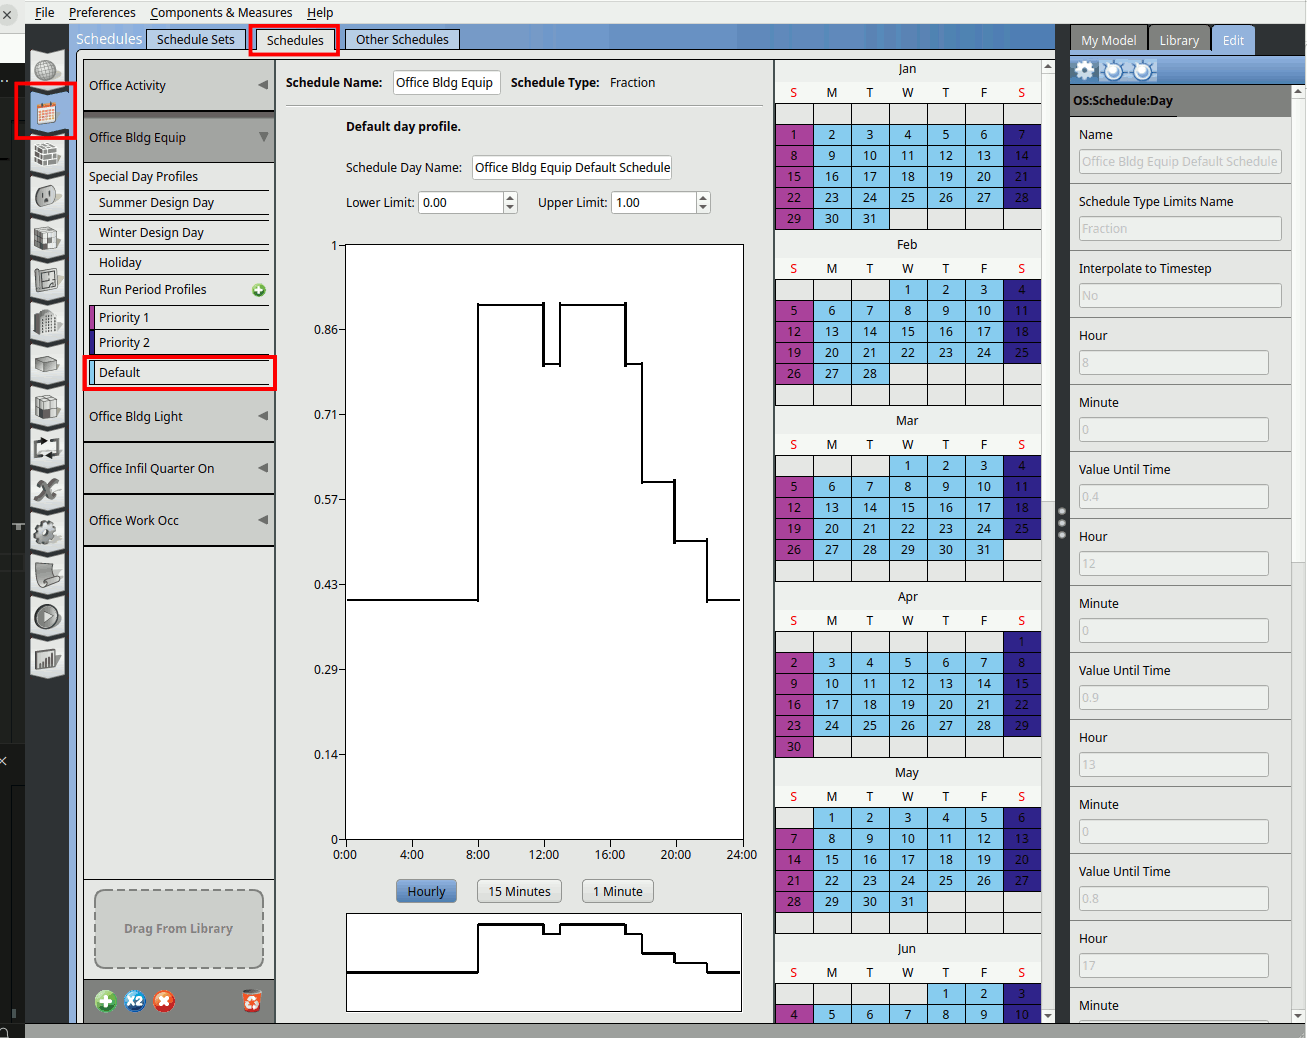 File Preferences Components & Measures Help
Schedules Schedule Sets Schedules Other Schedules
My Model Library Edit
Office Activity
Office Bldg Equip
Special Day Profiles
Summer Design Day
Winter Design Day
Holiday
Run Period Profiles
Priority 1
Priority 2
Default
Office Bldg Light
Office Infil Quarter On
Office Work Occ
Drag From Library
X2
Schedule Name: Office Bldg Equip Schedule Type: Fraction
Default day profile.
Schedule Day Name: Office Bldg Equip Default Schedule
Lower Limit: 0.00 Upper Limit: 1.00
1
0.86
0.71
0.57
0.43
0.29
0.14
0
0:00 4:00 8:00 12:00 16:00 20:00 24:00
Hourly 15 Minutes 1 Minute
Jan
S M T W T F S
1 2 3 4 5 6 7
8 9 10 11 12 13 14
15 16 17 18 19 20 21
22 23 24 25 26 27 28
29 30 31
Feb
S M T W T F S
1 2 3 4
5 6 7 8 9 10 11
12 13 14 15 16 17 18
19 20 21 22 23 24 25
26 27 28
Mar
S M T W T F S
1 2 3 4
5 6 7 8 9 10 11
12 13 14 15 16 17 18
19 20 21 22 23 24 25
26 27 28 29 30 31
Apr
S M T W T F S
1
2 3 4 5 6 7 8
9 10 11 12 13 14 15
16 17 18 19 20 21 22
23 24 25 26 27 28 29
30
May
S M T W T F S
1 2 3 4 5 6
7 8 9 10 11 12 13
14 15 16 17 18 19 20
21 22 23 24 25 26 27
28 29 30 31
Jun
S M T W T F S
1 2 3
4 5 6 7 8 9 10
OS:Schedule:Day
Name
Office Bldg Equip Default Schedule
Schedule Type Limits Name
Fraction
Interpolate to Timestep
No
Hour
8
Minute
0
Value Until Time
0.4
Hour
12
Minute
0
Value Until Time
0.9
Hour
13
Minute
0
Value Until Time
0.8
Hour
17
Minute